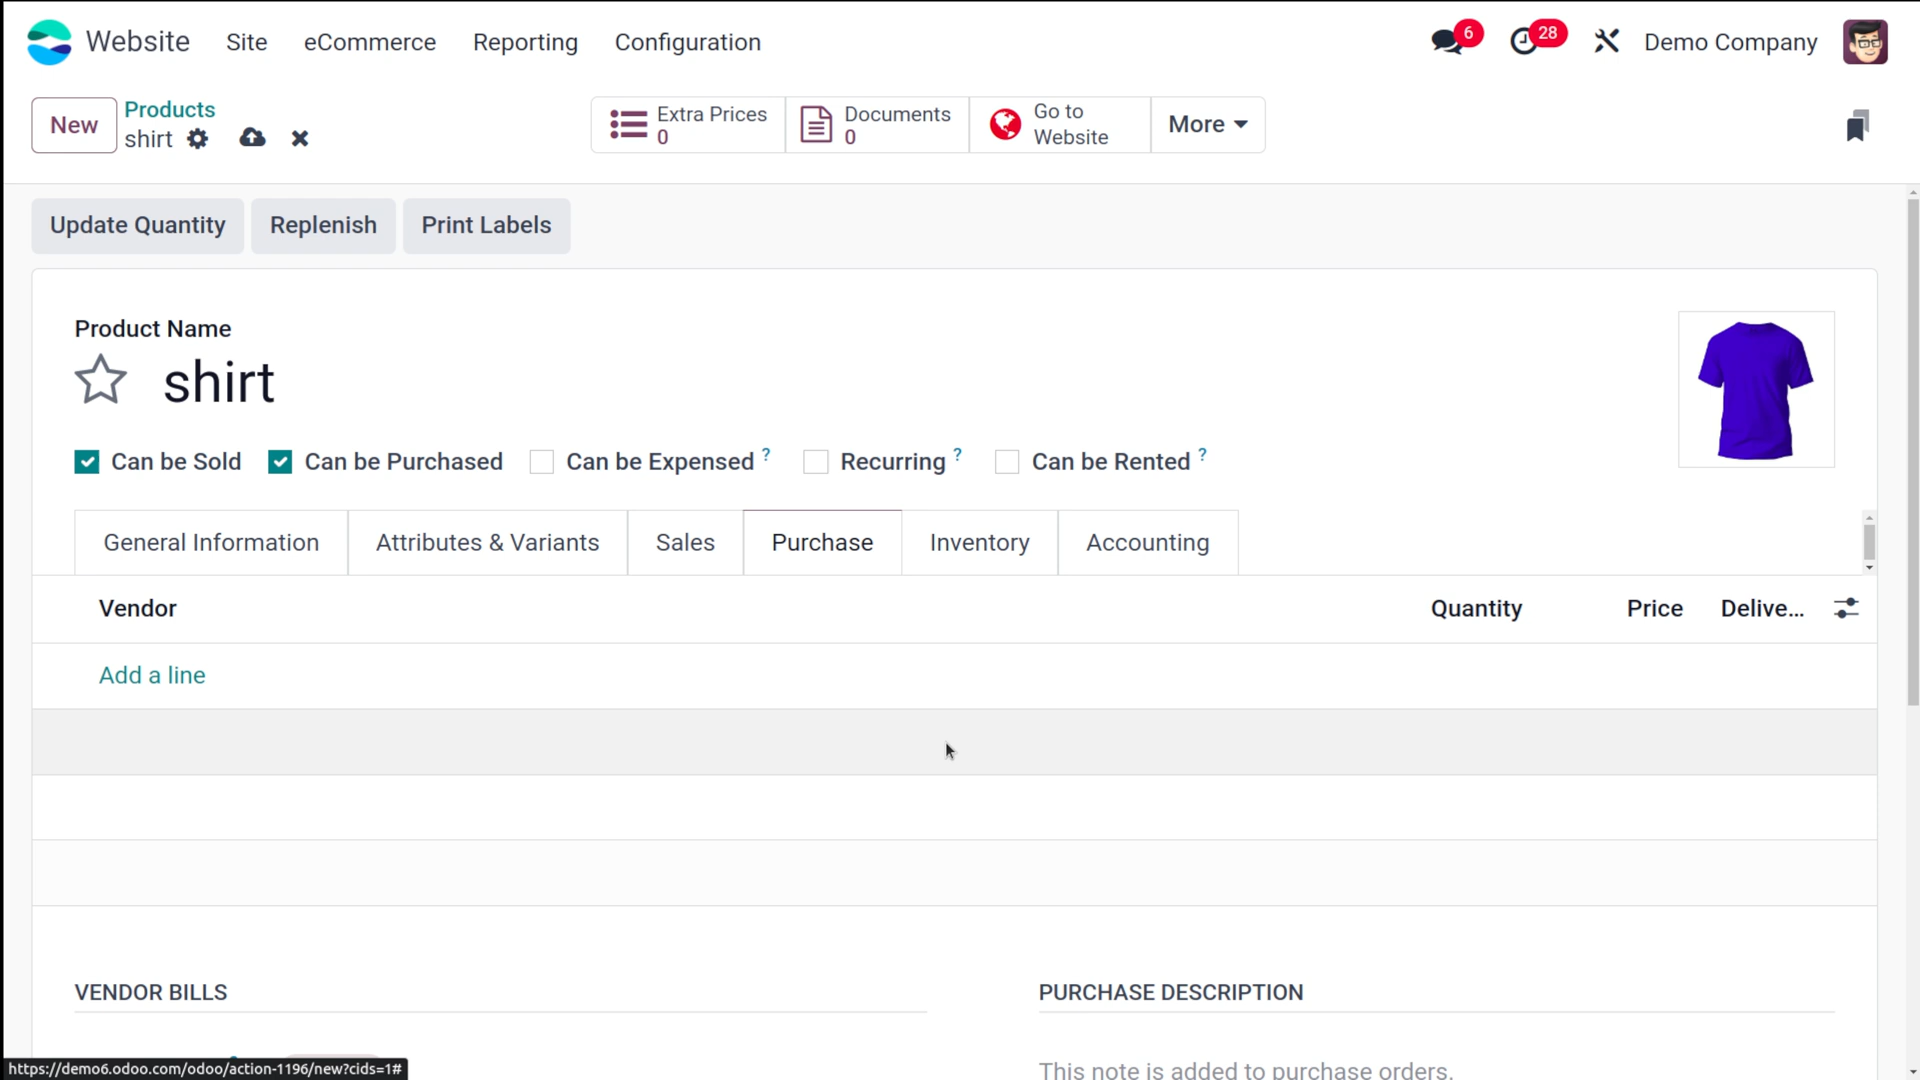 Website Site eCommerce Reporting Configuration 6 28 Demo Company
New Products
shirt
Extra Prices
0
Documents
0
Go to
Website
More
Update Quantity Replenish Print Labels
Product Name
shirt
Can be Sold Can be Purchased Can be Expensed ? Recurring ? Can be Rented ?
General Information Attributes & Variants Sales Purchase Inventory Accounting
Vendor Quantity Price Delive...
Add a line
VENDOR BILLS PURCHASE DESCRIPTION
This note is added to purchase orders.
https://demo6.odoo.com/odoo/action-1196/new?cids=1#